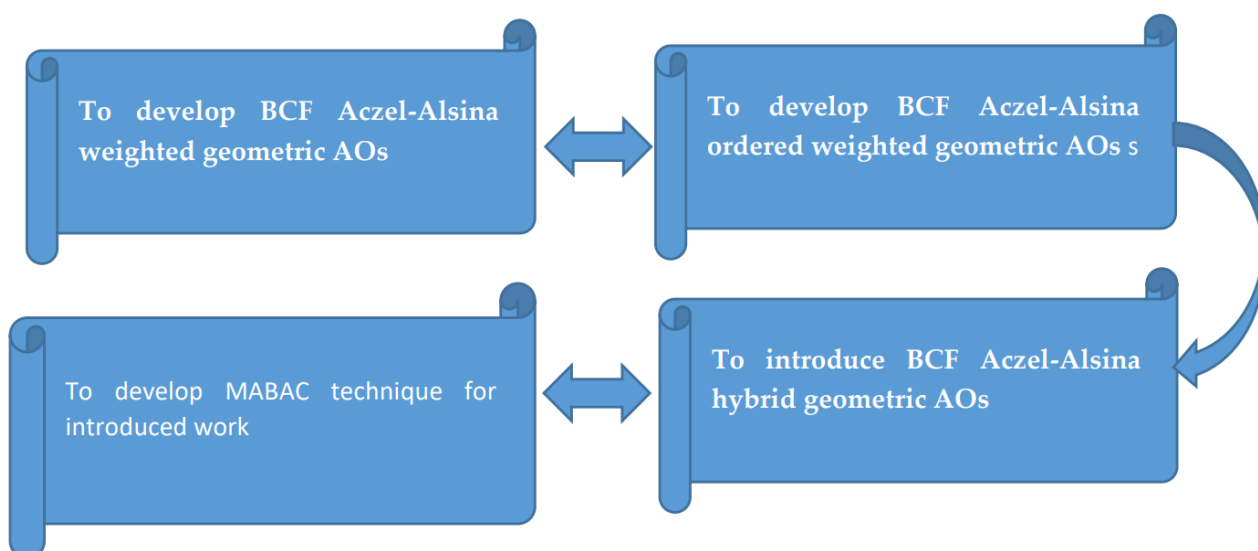 To develop BCF Aczel-Alsina
weighted geometric AOs
To develop BCF Aczel-Alsina
ordered weighted geometric AOs s
To introduce BCF Aczel-Alsina
hybrid geometric AOs
To develop MABAC technique for
introduced work